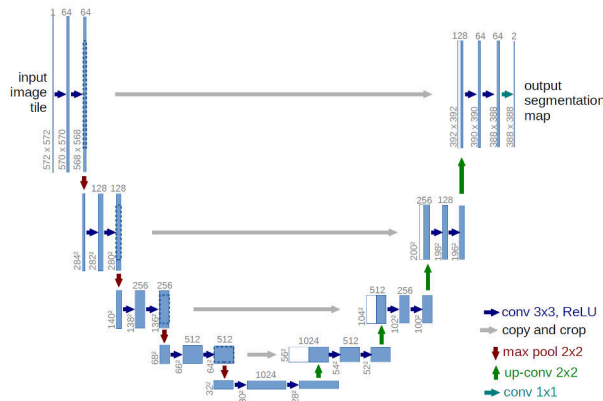 1 64 64
128 64 64 2
input
image
tile
output
segmentation
map
572 x 572
570 x 570
568 x 568
392 x 392
390 x 390
388 x 388
388 x 388
128 128
256 128
284²
282²
280²
200²
198²
196²
256 256
512 256
140²
138²
136²
104²
102²
100²
conv 3x3, ReLU
copy and crop
max pool 2x2
up-conv 2x2
conv 1x1
512 512
1024 512
68²
66²
64²
56²
54²
52²
1024
32²
30²
28²